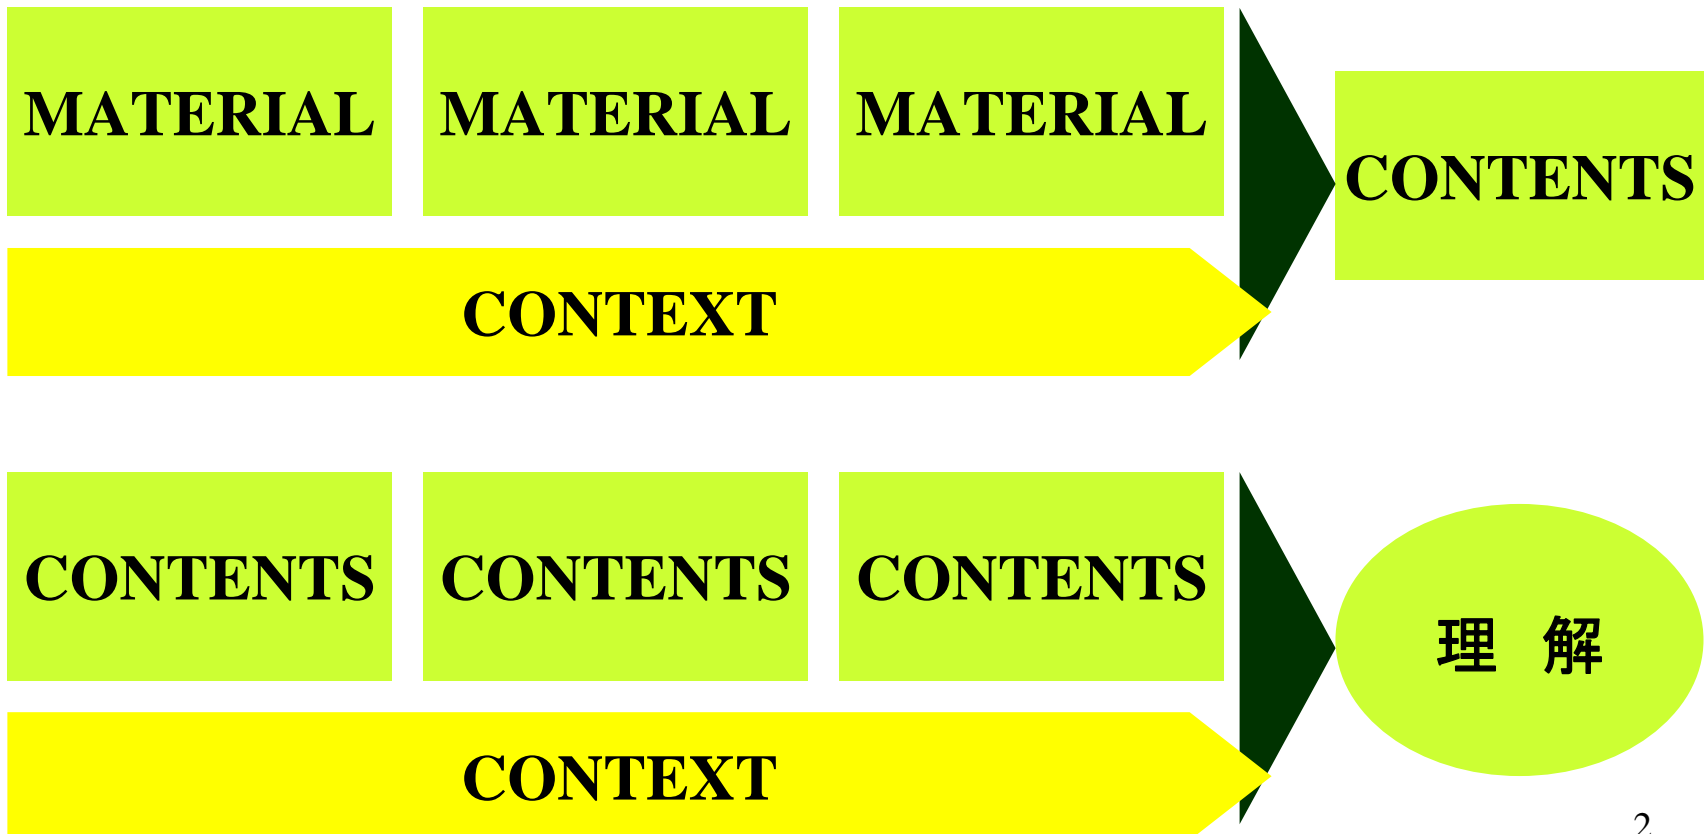 MATERIAL MATERIAL MATERIAL
CONTENTS
CONTEXT
CONTENTS CONTENTS CONTENTS
理 解
CONTEXT
2